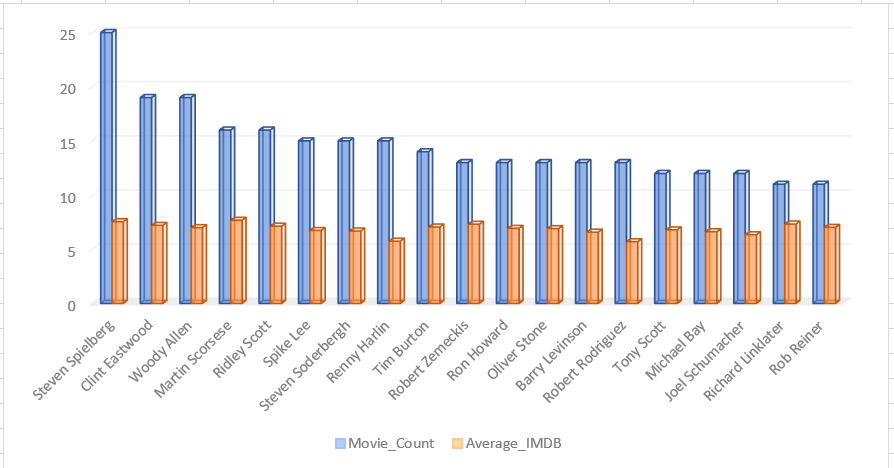 25
20
15
10
5
0
Steven Spielberg
Clint Eastwood
Woody Allen
Martin Scorsese
Ridley Scott
Spike Lee
Steven Soderbergh
Renny Harlin
Tim Burton
Robert Zemeckis
Ron Howard
Oliver Stone
Barry Levinson
Robert Rodriguez
Tony Scott
Michael Bay
Joel Schumacher
Richard Linklater
Rob Reiner
Movie_Count Average_IMDB